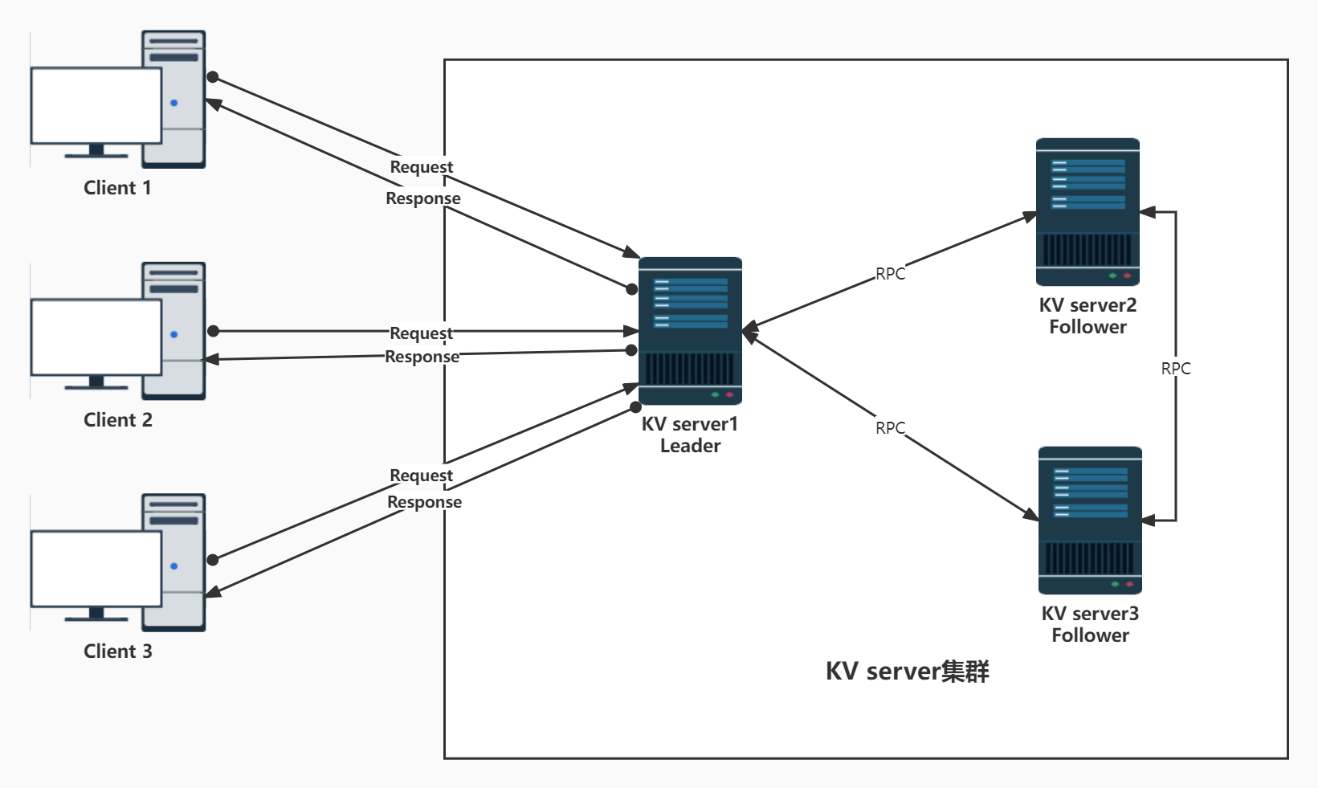 Client 1
Request
Response
Client 2
Request
Response
Client 3
Request
Response
KV server1
Leader
RPC
RPC
RPC
KV server2
Follower
KV server3
Follower
KV server集群